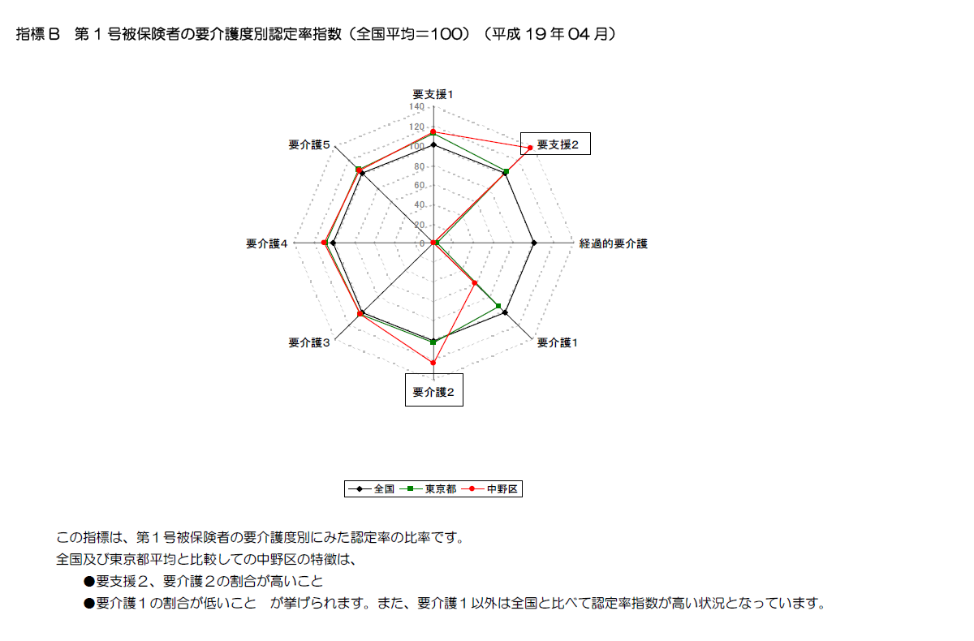 指標B　第１号被保険者の要介護度別認定率指数（全国平均＝100）（平成19年04月）
要支援1
140
120
100
80
60
40
20
0
要支援2
経過的要介護
要介護1
要介護2
要介護3
要介護4
要介護5
全国 東京都 中野区
この指標は、第１号被保険者の要介護度別にみた認定率の比率です。
全国及び東京都平均と比較しての中野区の特徴は、
●要支援２、要介護２の割合が高いこと
●要介護１の割合が低いこと　が挙げられます。また、要介護１以外は全国と比べて認定率指数が高い状況となっています。